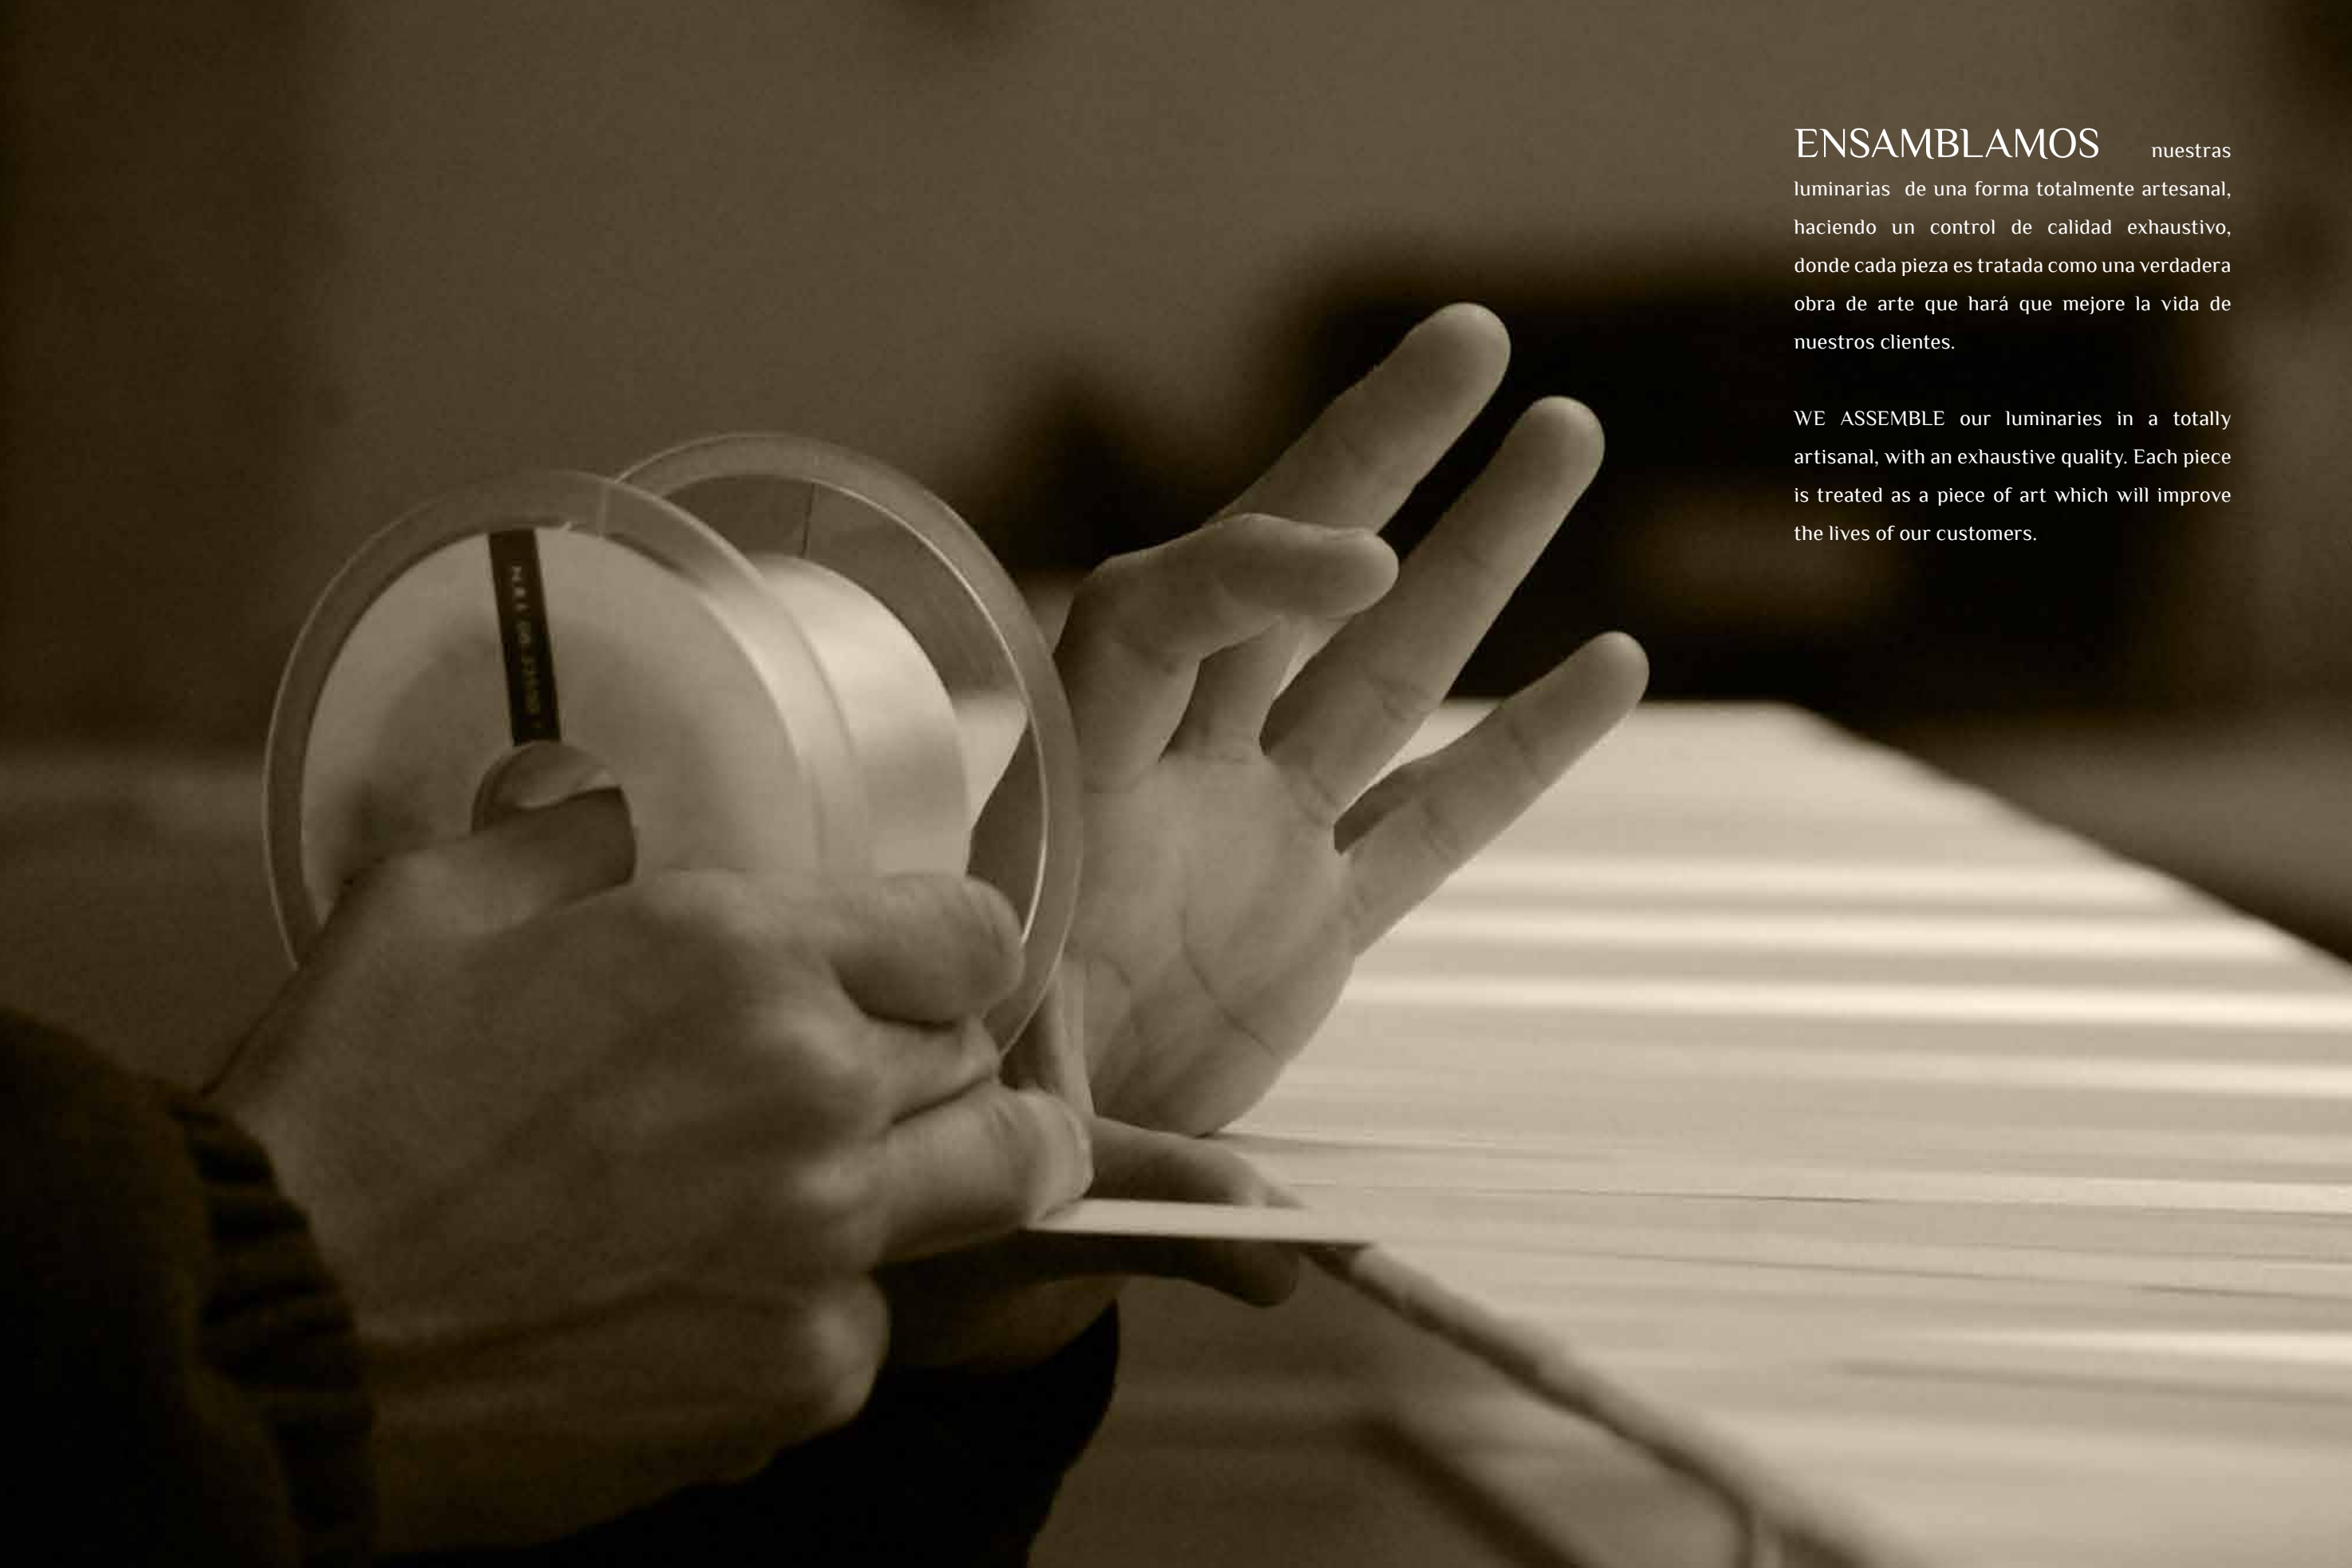 ENSAMBLAMOS nuestras
luminarias de una forma totalmente artesanal,
haciendo un control de calidad exhaustivo,
donde cada pieza es tratada como una verdadera
obra de arte que hará que mejore la vida de
nuestros clientes.
WE ASSEMBLE our luminaries in a totally
artisanal, with an exhaustive quality. Each piece
is treated as a piece of art which will improve
the lives of our customers.